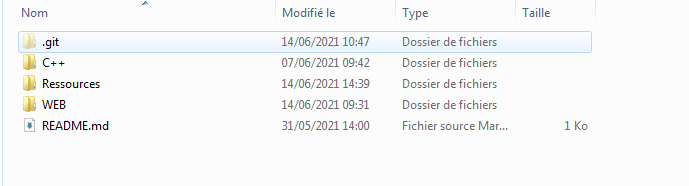 Nom Modifié le Type Taille
.git 14/06/2021 10:47 Dossier de fichiers
C++ 07/06/2021 09:42 Dossier de fichiers
Ressources 14/06/2021 14:39 Dossier de fichiers
WEB 14/06/2021 09:31 Dossier de fichiers
README.md 31/05/2021 14:00 Fichier source Mar... 1 Ko